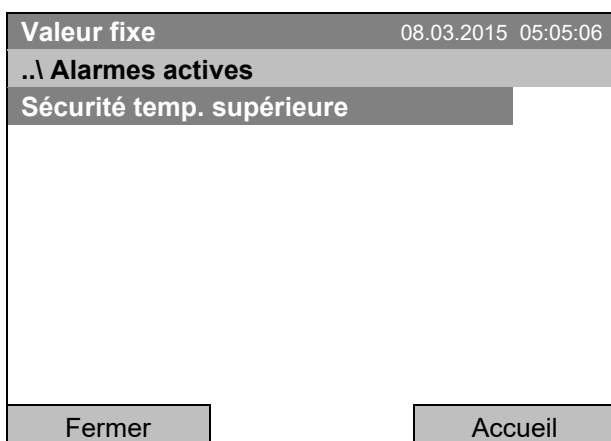 Valeur fixe 08.03.2015 05:05:06
..\ Alarmes actives
Sécurité temp. supérieure
Fermer Accueil